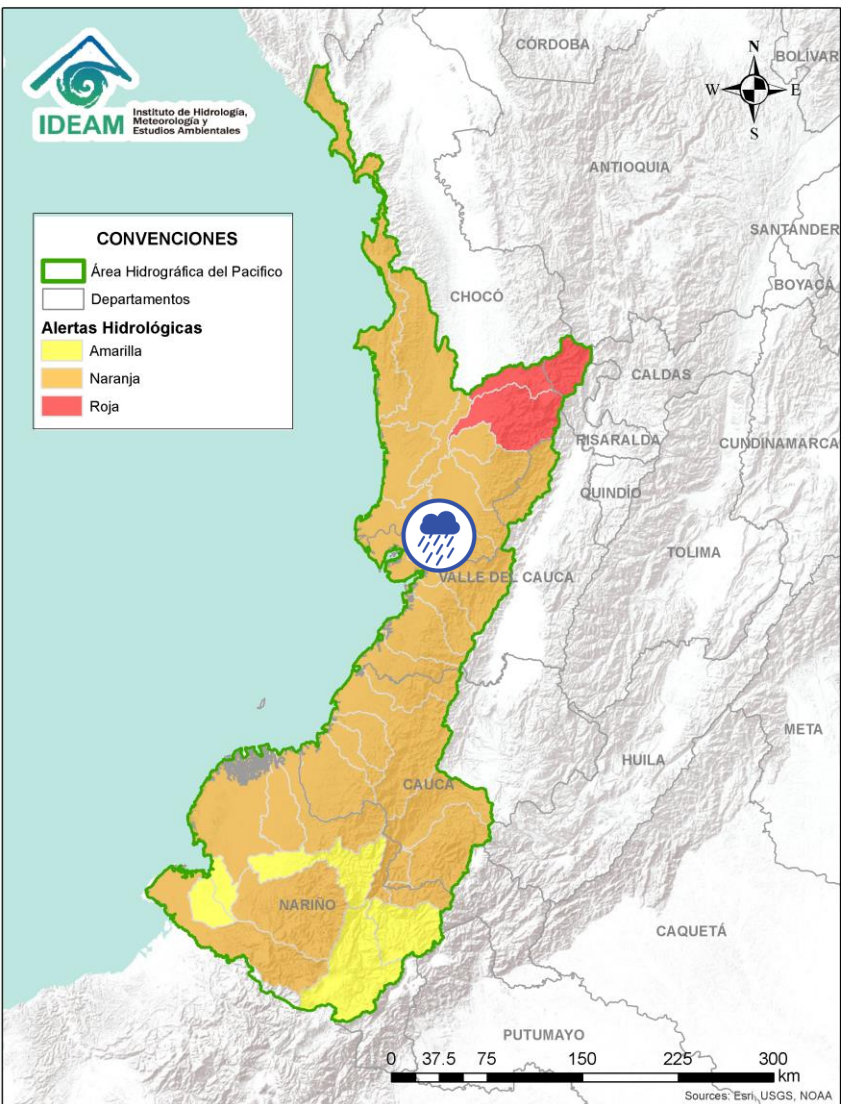 IDEAM
Instituto de Hidrología,
Meteorología y
Estudios Ambientales
N
W E
S
CONVENCIONES
Área Hidrográfica del Pacifico
Departamentos
Alertas Hidrológicas
Amarilla
Naranja
Roja
CÓRDOBA
BOLÍVAR
ANTIOQUIA
SANTANDER
BOYACÁ
CHOCÓ
CALDAS
RISARALDA
CUNDINAMARCA
QUINDÍO
TOLIMA
VALLE DEL CAUCA
META
HUILA
CAUCA
NARIÑO
CAQUETÁ
PUTUMAYO
0 37.5 75 150 225 300
km
Sources: Esri, USGS, NOAA